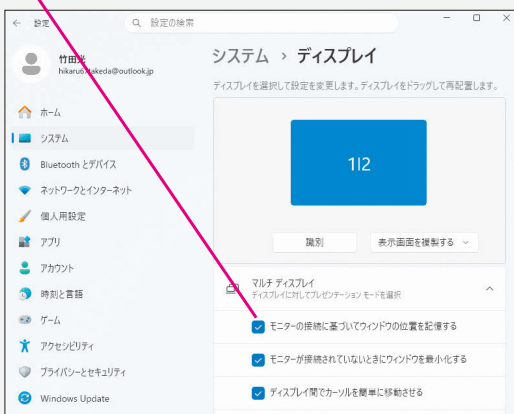 設定
設定の検索
竹田光
システム › ディスプレイ
ディスプレイを選択して設定を変更します。ディスプレイをドラッグして再配置します。
ホーム
システム
Bluetooth とデバイス
ネットワークとインターネット
個人用設定
アプリ
アカウント
時刻と言語
ゲーム
アクセシビリティ
プライバシーとセキュリティ
Windows Update
1|2
識別
表示画面を複製する
マルチ ディスプレイ
ディスプレイに対してプレゼンテーション モードを選択
モニターの接続に基づいてウィンドウの位置を記憶する
モニターが接続されていないときにウィンドウを最小化する
ディスプレイ間でカーソルを簡単に移動させる